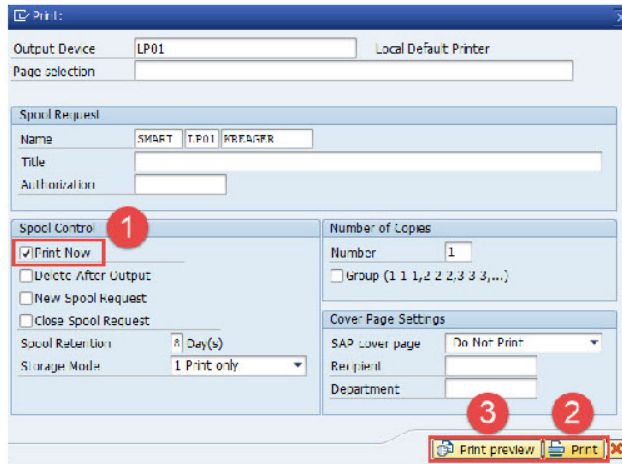 Print:
Output Device LP01 Local Default Printer
Page selection
Spool Request
Name SMART LP01 KREAGER
Title
Authorization
Spool Control 1 Number of Copies
Print Now Number 1
Delete After Output Group (1-1-1,2-2-2,3-3-3,...)
New Spool Request
Close Spool Request Cover Page Settings
Spool Retention 8 Day(s) SAP cover page Do Not Print
Storage Mode 1 Print only Recipient
Department
3 2
Print preview Print